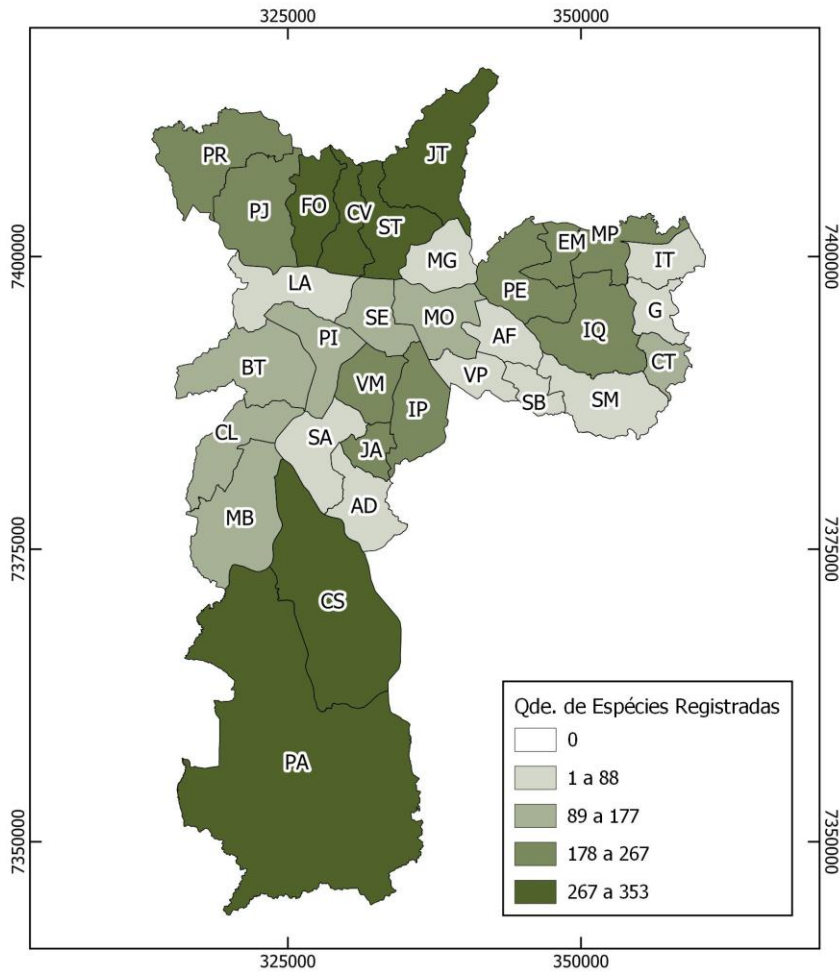 325000
350000
JT
PR
PJ
FO
CV
ST
EM
MP
7400000
7400000
MG
IT
LA
PE
SE
MO
G
IQ
PI
AF
BT
CT
VM
VP
IP
SB
SM
CL
SA
JA
AD
MB
7375000
7375000
CS
Qde. de Espécies Registradas
0
1 a 88
PA
89 a 177
178 a 267
7350000
7350000
267 a 353
325000
350000